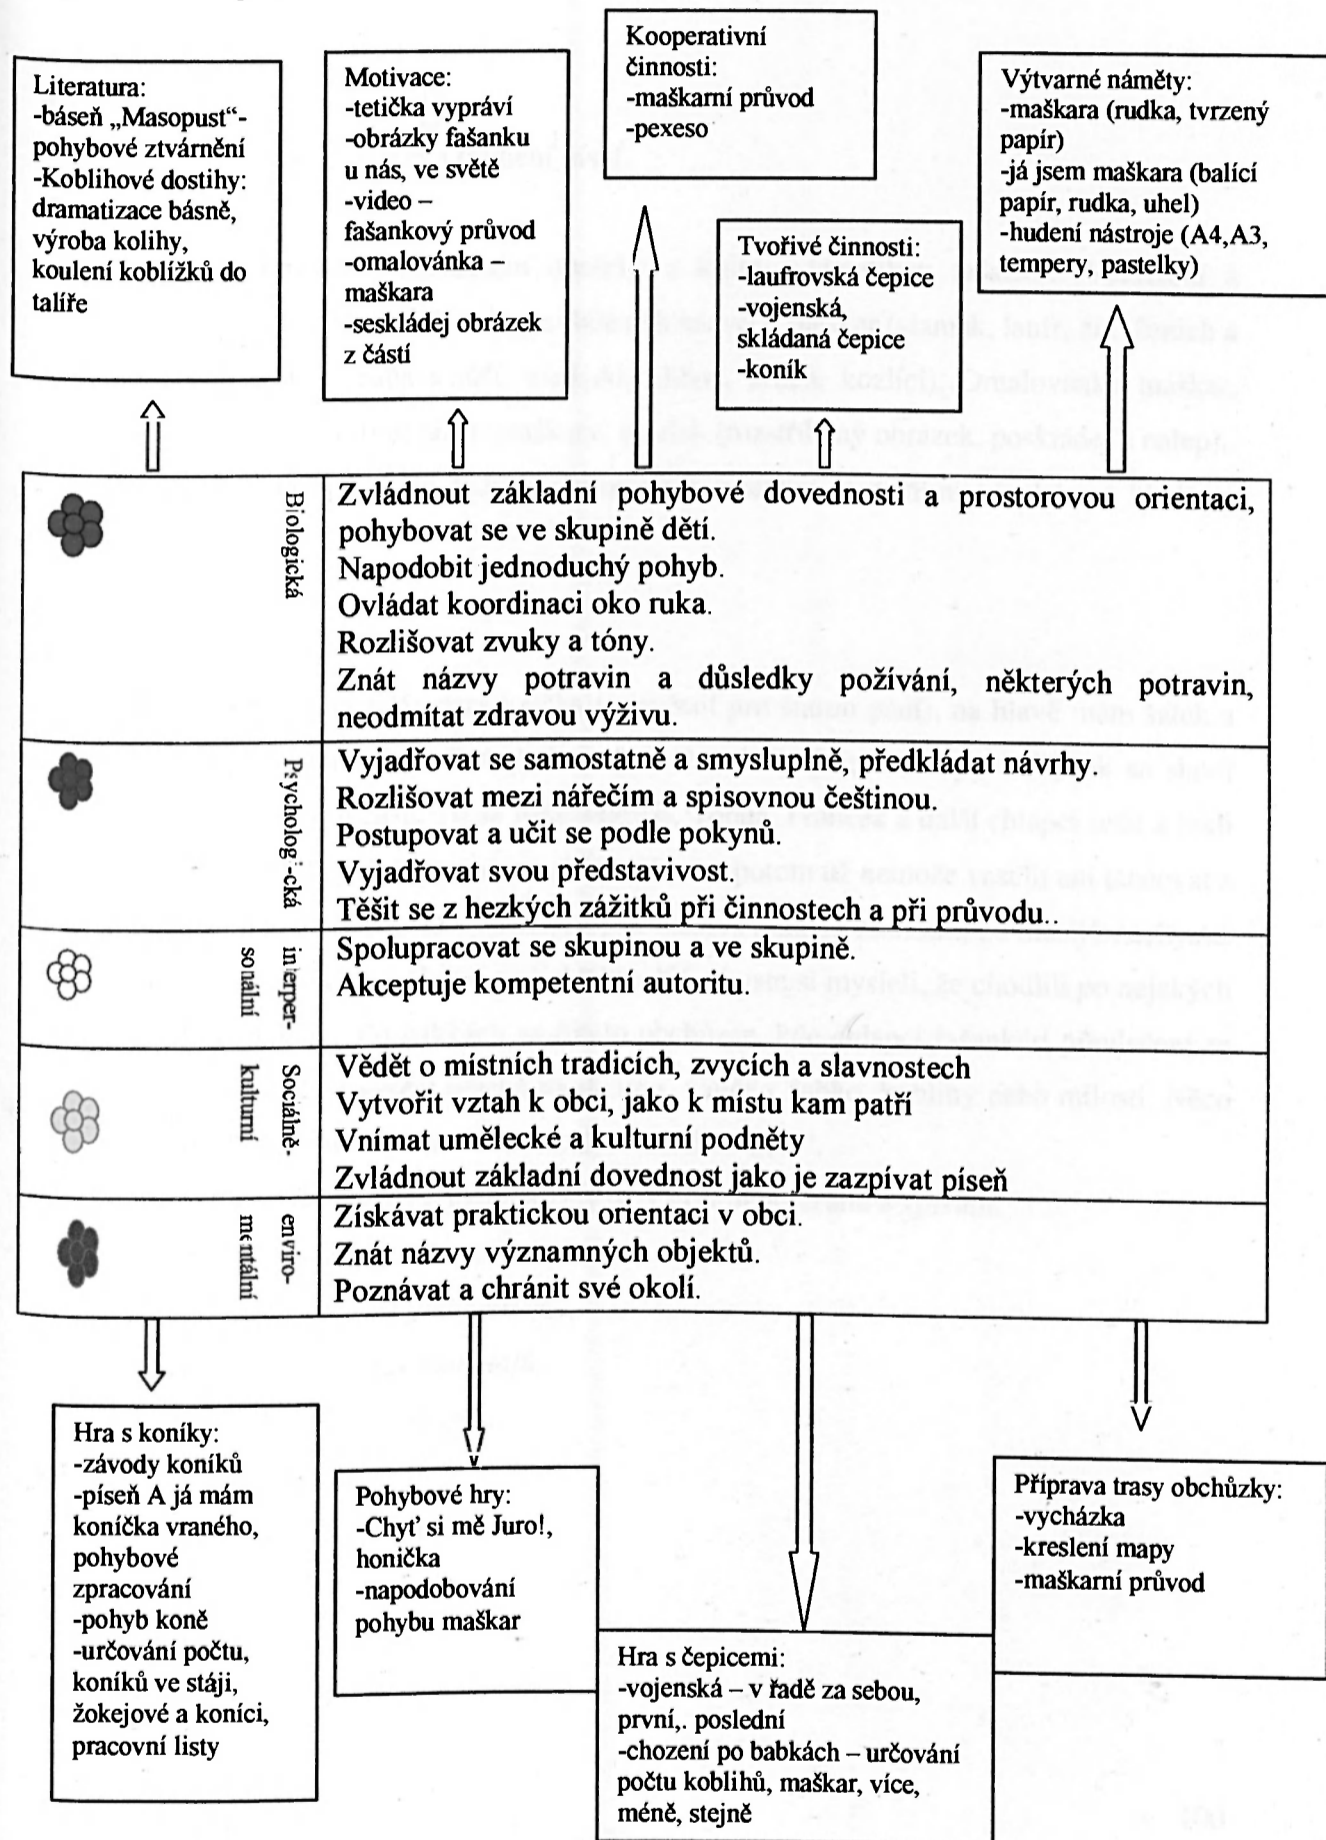 Literatura:
-báseň „Masopust“-
pohybové ztvárnění
-Koblihové dostihy:
dramatizace básně,
výroba kolihy,
koulení koblížků do
talíře
Motivace:
-tetička vypráví
-obrázky fašanku
u nás, ve světě
-video –
fašankový průvod
-omalovánka –
maškara
-seskládej obrázek
z částí
Kooperativní
činnosti:
-maškarní průvod
-pexeso
Tvořivé činnosti:
-laufrovská čepice
-vojenská,
skládaná čepice
-koník
Výtvarné náměty:
-maškara (rudka, tvrzený
papír)
-já jsem maškara (balící
papír, rudka, uhel)
-hudení nástroje (A4,A3,
tempery, pastelky)
Biologická
Zvládnout základní pohybové dovednosti a prostorovou orientaci,
pohybovat se ve skupině dětí.
Napodobit jednoduchý pohyb.
Ovládat koordinaci oko ruka.
Rozlišovat zvuky a tóny.
Znát názvy potravin a důsledky požívání, některých potravin,
neodmítat zdravou výživu.
Psychologi-cká
Vyjadřovat se samostatně a smysluplně, předkládat návrhy.
Rozlišovat mezi nářečím a spisovnou češtinou.
Postupovat a učit se podle pokynů.
Vyjadřovat svou představivost.
Těšit se z hezkých zážitků při činnostech a při průvodu..
interper-
sonální
Spolupracovat se skupinou a ve skupině.
Akceptuje kompetentní autoritu.
Sociálně-
kulturní
Vědět o místních tradicích, zvycích a slavnostech
Vytvořit vztah k obci, jako k místu kam patří
Vnímat umělecké a kulturní podněty
Zvládnout základní dovednost jako je zazpívat píseň
enviro-
mentální
Získávat praktickou orientaci v obci.
Znát názvy významných objektů.
Poznávat a chránit své okolí.
Hra s koníky:
-závody koníků
-píseň A já mám
koníčka vraného,
pohybové
zpracování
-pohyb koně
-určování počtu,
koníků ve stáji,
žokejové a koníci,
pracovní listy
Pohybové hry:
-Chyť si mě Juro!,
honička
-napodobování
pohybu maškar
Hra s čepicemi:
-vojenská – v řadě za sebou,
první,. poslední
-chození po babkách – určování
počtu koblihů, maškar, více,
méně, stejně
Příprava trasy obchůzky:
-vycházka
-kreslení mapy
-maškarní průvod